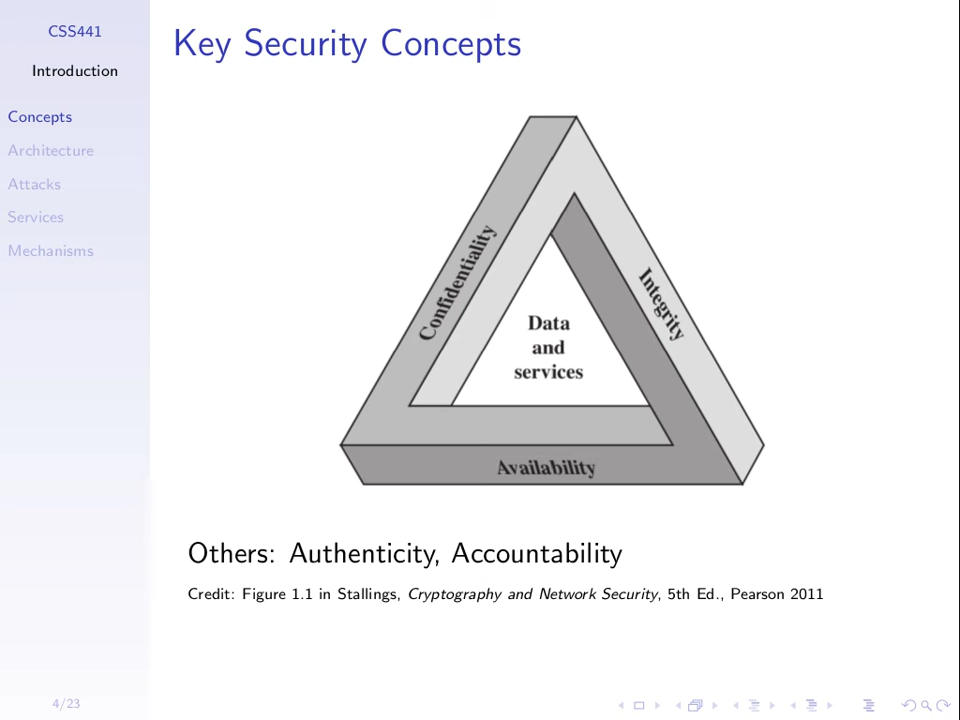 CSS441
Introduction
Concepts
Architecture
Attacks
Services
Mechanisms
4/23
Key Security Concepts
Confidentiality
Integrity
Data
and
services
Availability
Others: Authenticity, Accountability
Credit: Figure 1.1 in Stallings, Cryptography and Network Security, 5th Ed., Pearson 2011